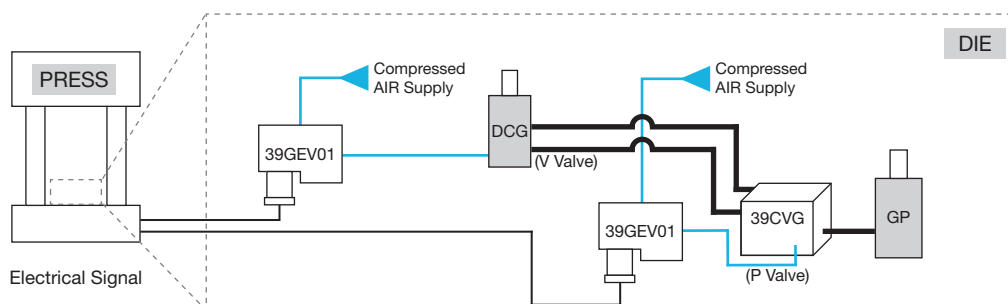 DIE
PRESS
Compressed
AIR Supply
Compressed
AIR Supply
DCG
39GEV01
(V Valve)
39CVG
GP
39GEV01
(P Valve)
Electrical Signal